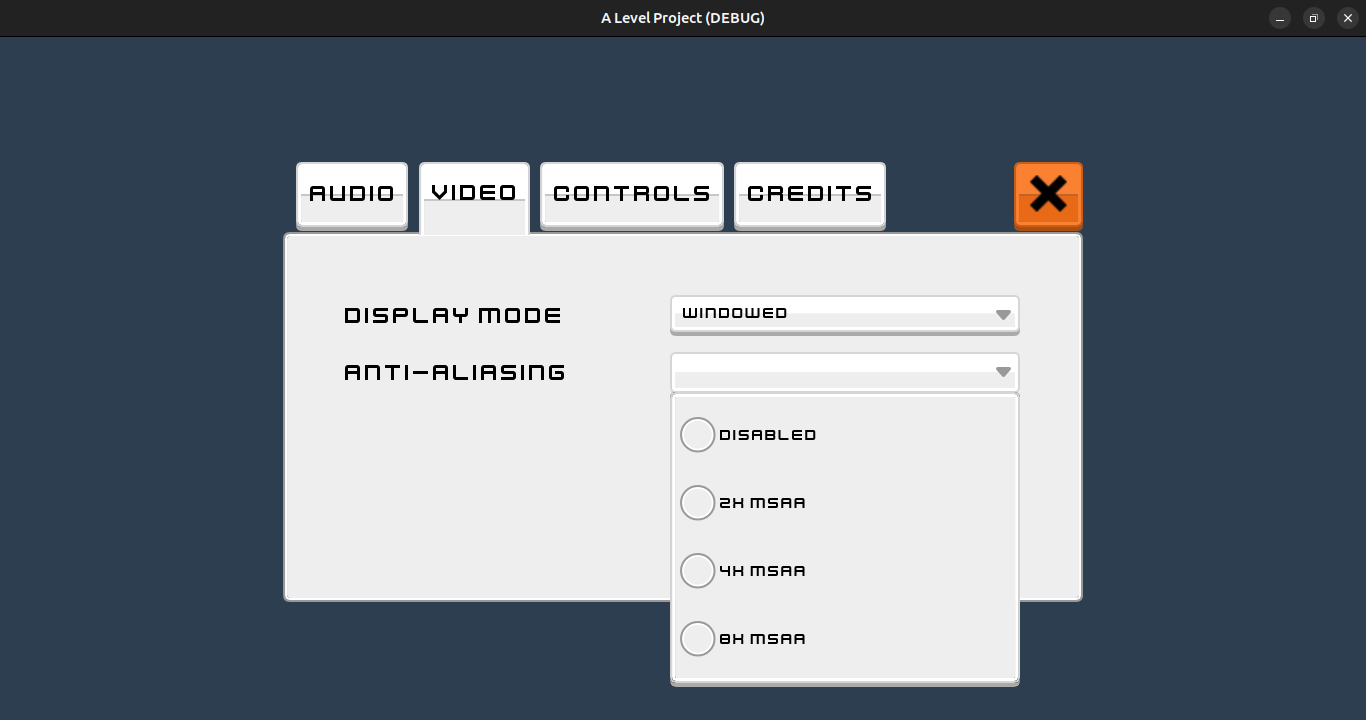 A Level Project (DEBUG)
AUDIO VIDEO CONTROLS CREDITS
DISPLAY MODE WINDOWED
ANTI-ALIASING
DISABLED
2X MSAA
4X MSAA
8X MSAA